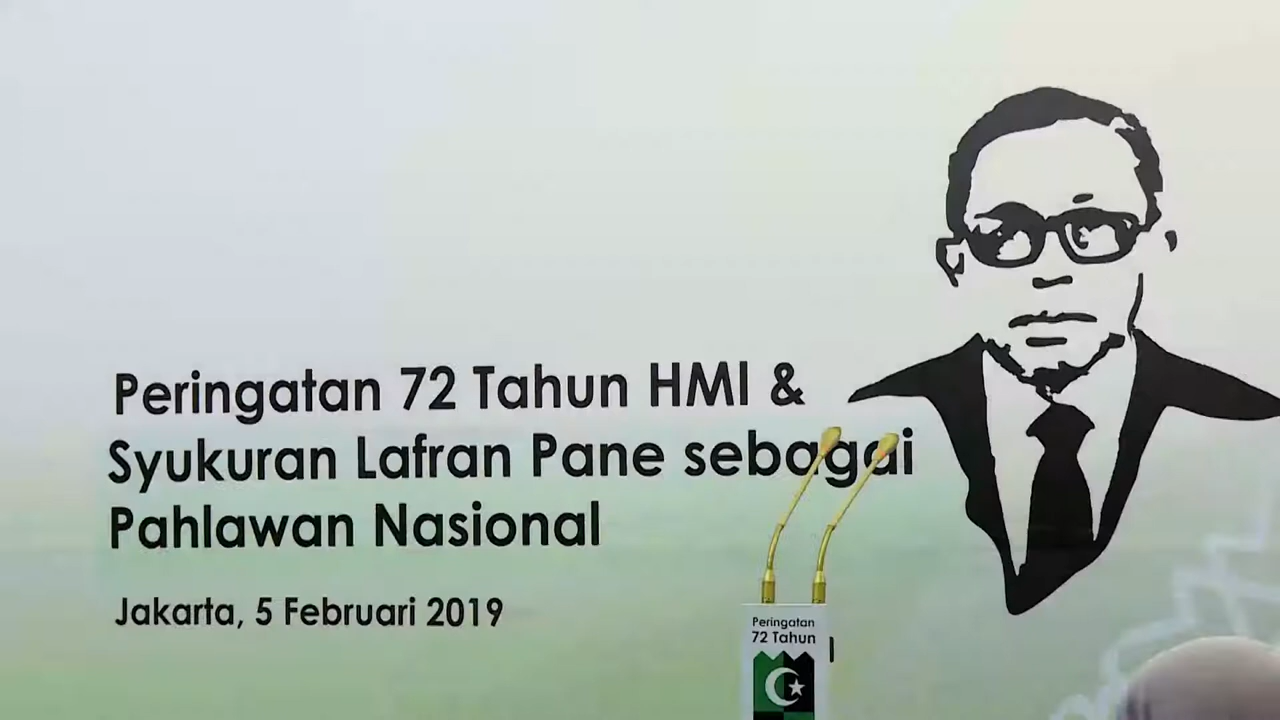 Peringatan 72 Tahun HMI &
Syukuran Lafran Pane sebagai
Pahlawan Nasional
Jakarta, 5 Februari 2019
Peringatan
72 Tahun